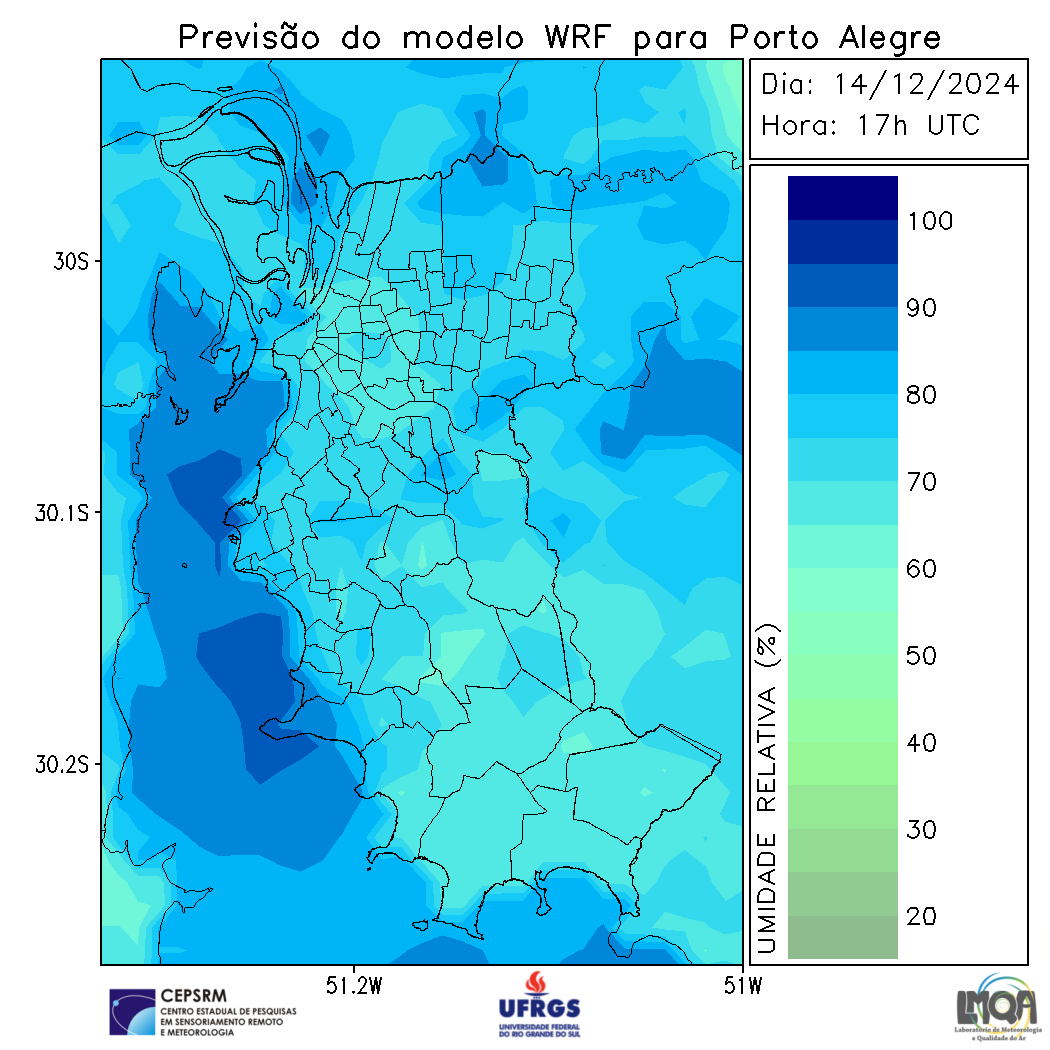 Previsão do modelo WRF para Porto Alegre
Dia: 14/12/2024
Hora: 17h UTC
100
90
80
70
60
50
40
30
20
UMIDADE RELATIVA (%)
30S
30.1S
30.2S
51.2W
51W
CEPSRM
CENTRO ESTADUAL DE PESQUISAS
EM SENSORIAMENTO REMOTO
E METEOROLOGIA
UFRGS
UNIVERSIDADE FEDERAL
DO RIO GRANDE DO SUL
LMQA
Laboratório de Meteorologia
e Qualidade do Ar